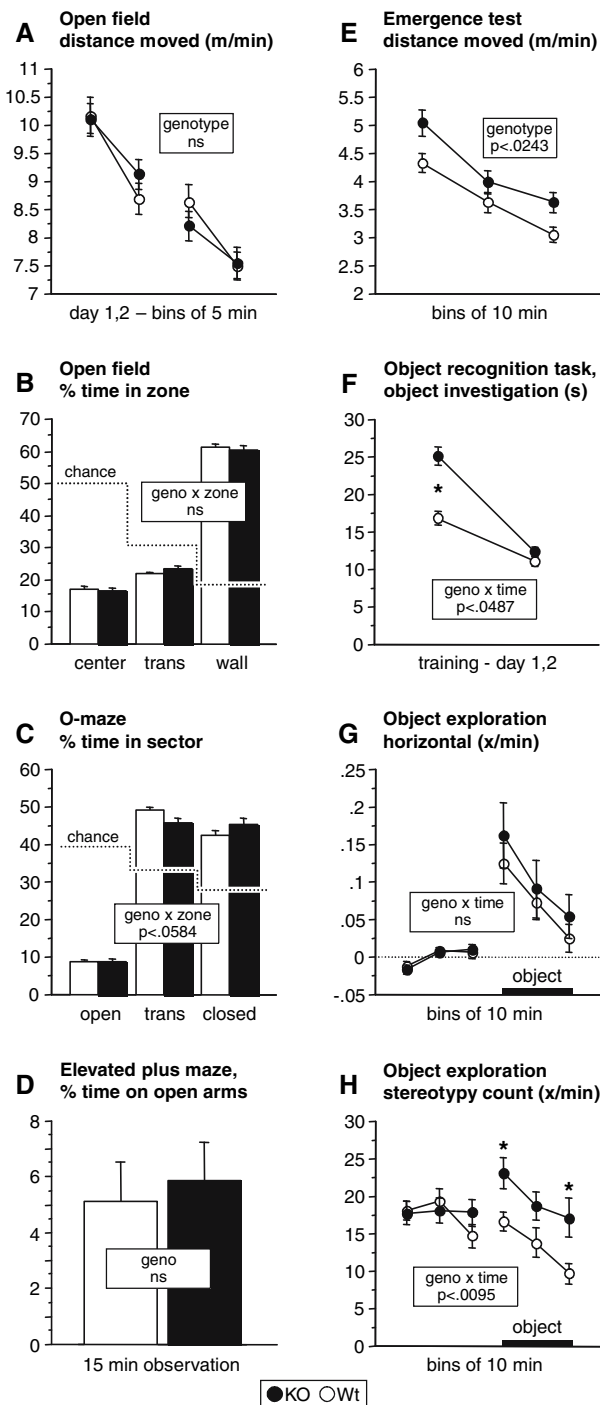 A Open field
distance moved (m/min)
11
10.5
10
9.5
9
8.5
8
7.5
7
genotype
ns
day 1,2 – bins of 5 min
B Open field
% time in zone
70
60
50
40
30
20
10
0
chance
geno x zone
ns
center trans wall
C O-maze
% time in sector
60
50
40
30
20
10
0
chance
geno x zone
p<.0584
open trans closed
D Elevated plus maze,
% time on open arms
8
6
4
2
0
geno
ns
15 min observation
E Emergence test
distance moved (m/min)
6
5.5
5
4.5
4
3.5
3
2.5
2
genotype
p<.0243
bins of 10 min
F Object recognition task,
object investigation (s)
30
25
20
15
10
5
0
*
geno x time
p<.0487
training - day 1,2
G Object exploration
horizontal (x/min)
.25
.2
.15
.1
.05
0
-.05
geno x time
ns
object
bins of 10 min
H Object exploration
stereotypy count (x/min)
30
25
20
15
10
5
0
*
*
geno x time
p<.0095
object
bins of 10 min
KO Wt